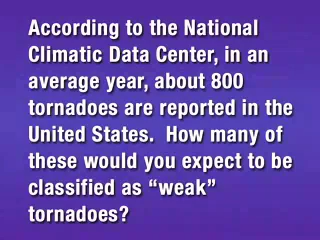 According to the National
Climatic Data Center, in an
average year, about 800
tornadoes are reported in the
United States.  How many of
these would you expect to be
classified as “weak”
tornadoes?